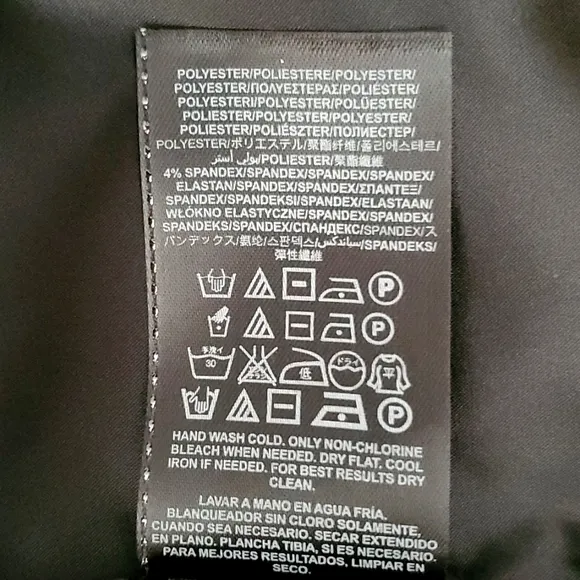 POLYESTER/POLIESTERE/POLYESTER/
POLYESTER/ΠΟΛΥΕΣΤΕΡΑΣ/POLYESTER/
POLYESTERI/POLYESTER/POLÜESTER/
POLYESTER/POLIESTER/POLYESTER/
POLIESTER/POLIÉSZTER/ПОЛИЕСТЕР/
POLYESTER/ポリエステル/聚酯纤维/폴리에스테르/
بولي أستر/POLIESTER/聚酯纖維
4% SPANDEX/SPANDEX/SPANDEX/SPANDEX/
ELASTAN/SPANDEX/SPANDEX/ΣΠΑΝΤΕΞ/
SPANDEX/SPANDEKSI/SPANDEX/ELASTAAN/
WŁÓKNO ELASTYCZNE/SPANDEX/SPANDEX/
SPANDEKS/SPANDEX/СПАНДЕКС/SPANDEX/ス
パンデックス/氨纶/스판덱스/سباندكس/SPANDEKS/
彈性纖維
P
P
手洗イ
30
低
ドライ
平
P
HAND WASH COLD. ONLY NON-CHLORINE
BLEACH WHEN NEEDED. DRY FLAT. COOL
IRON IF NEEDED. FOR BEST RESULTS DRY
CLEAN.
LAVAR A MANO EN AGUA FRÍA.
BLANQUEADOR SIN CLORO SOLAMENTE,
CUANDO SEA NECESARIO. SECAR EXTENDIDO
EN PLANO. PLANCHA TIBIA, SI ES NECESARIO.
PARA MEJORES RESULTADOS, LIMPIAR EN
SECO.